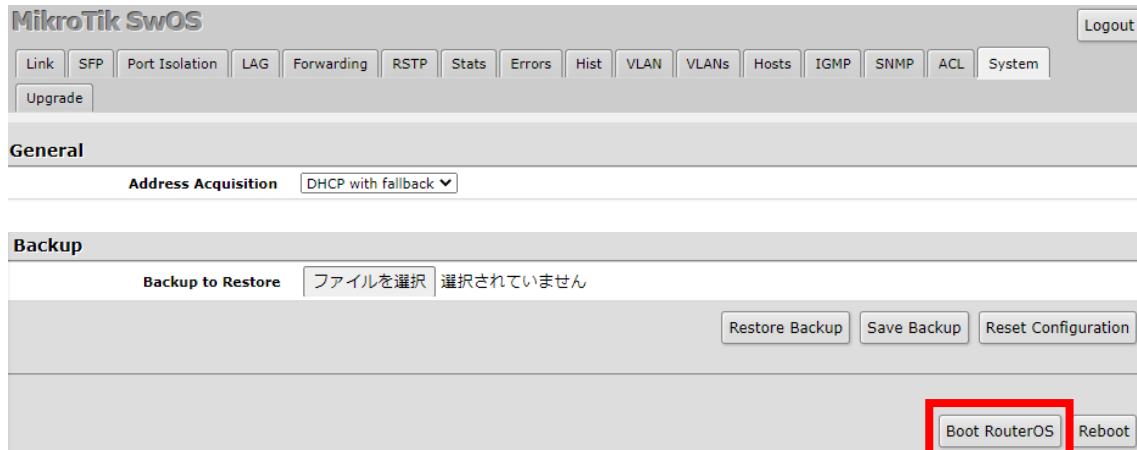 MikroTik SwOS
Logout
Link SFP Port Isolation LAG Forwarding RSTP Stats Errors Hist VLAN VLANs Hosts IGMP SNMP ACL System
Upgrade
General
Address Acquisition DHCP with fallback
Backup
Backup to Restore ファイルを選択 選択されていません
Restore Backup Save Backup Reset Configuration
Boot RouterOS Reboot